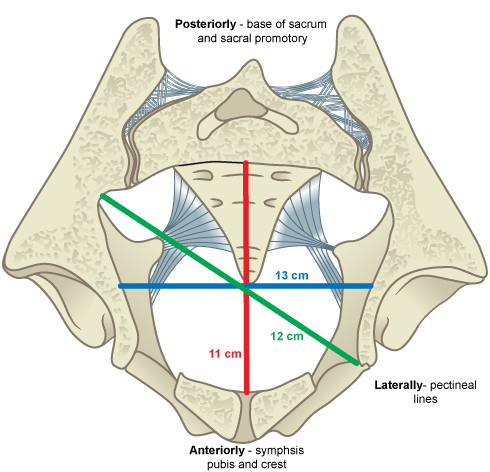 Posteriorly - base of sacrum
and sacral promotory
13 cm
12 cm
11 cm
Laterally- pectineal
lines
Anteriorly - symphsis
pubis and crest